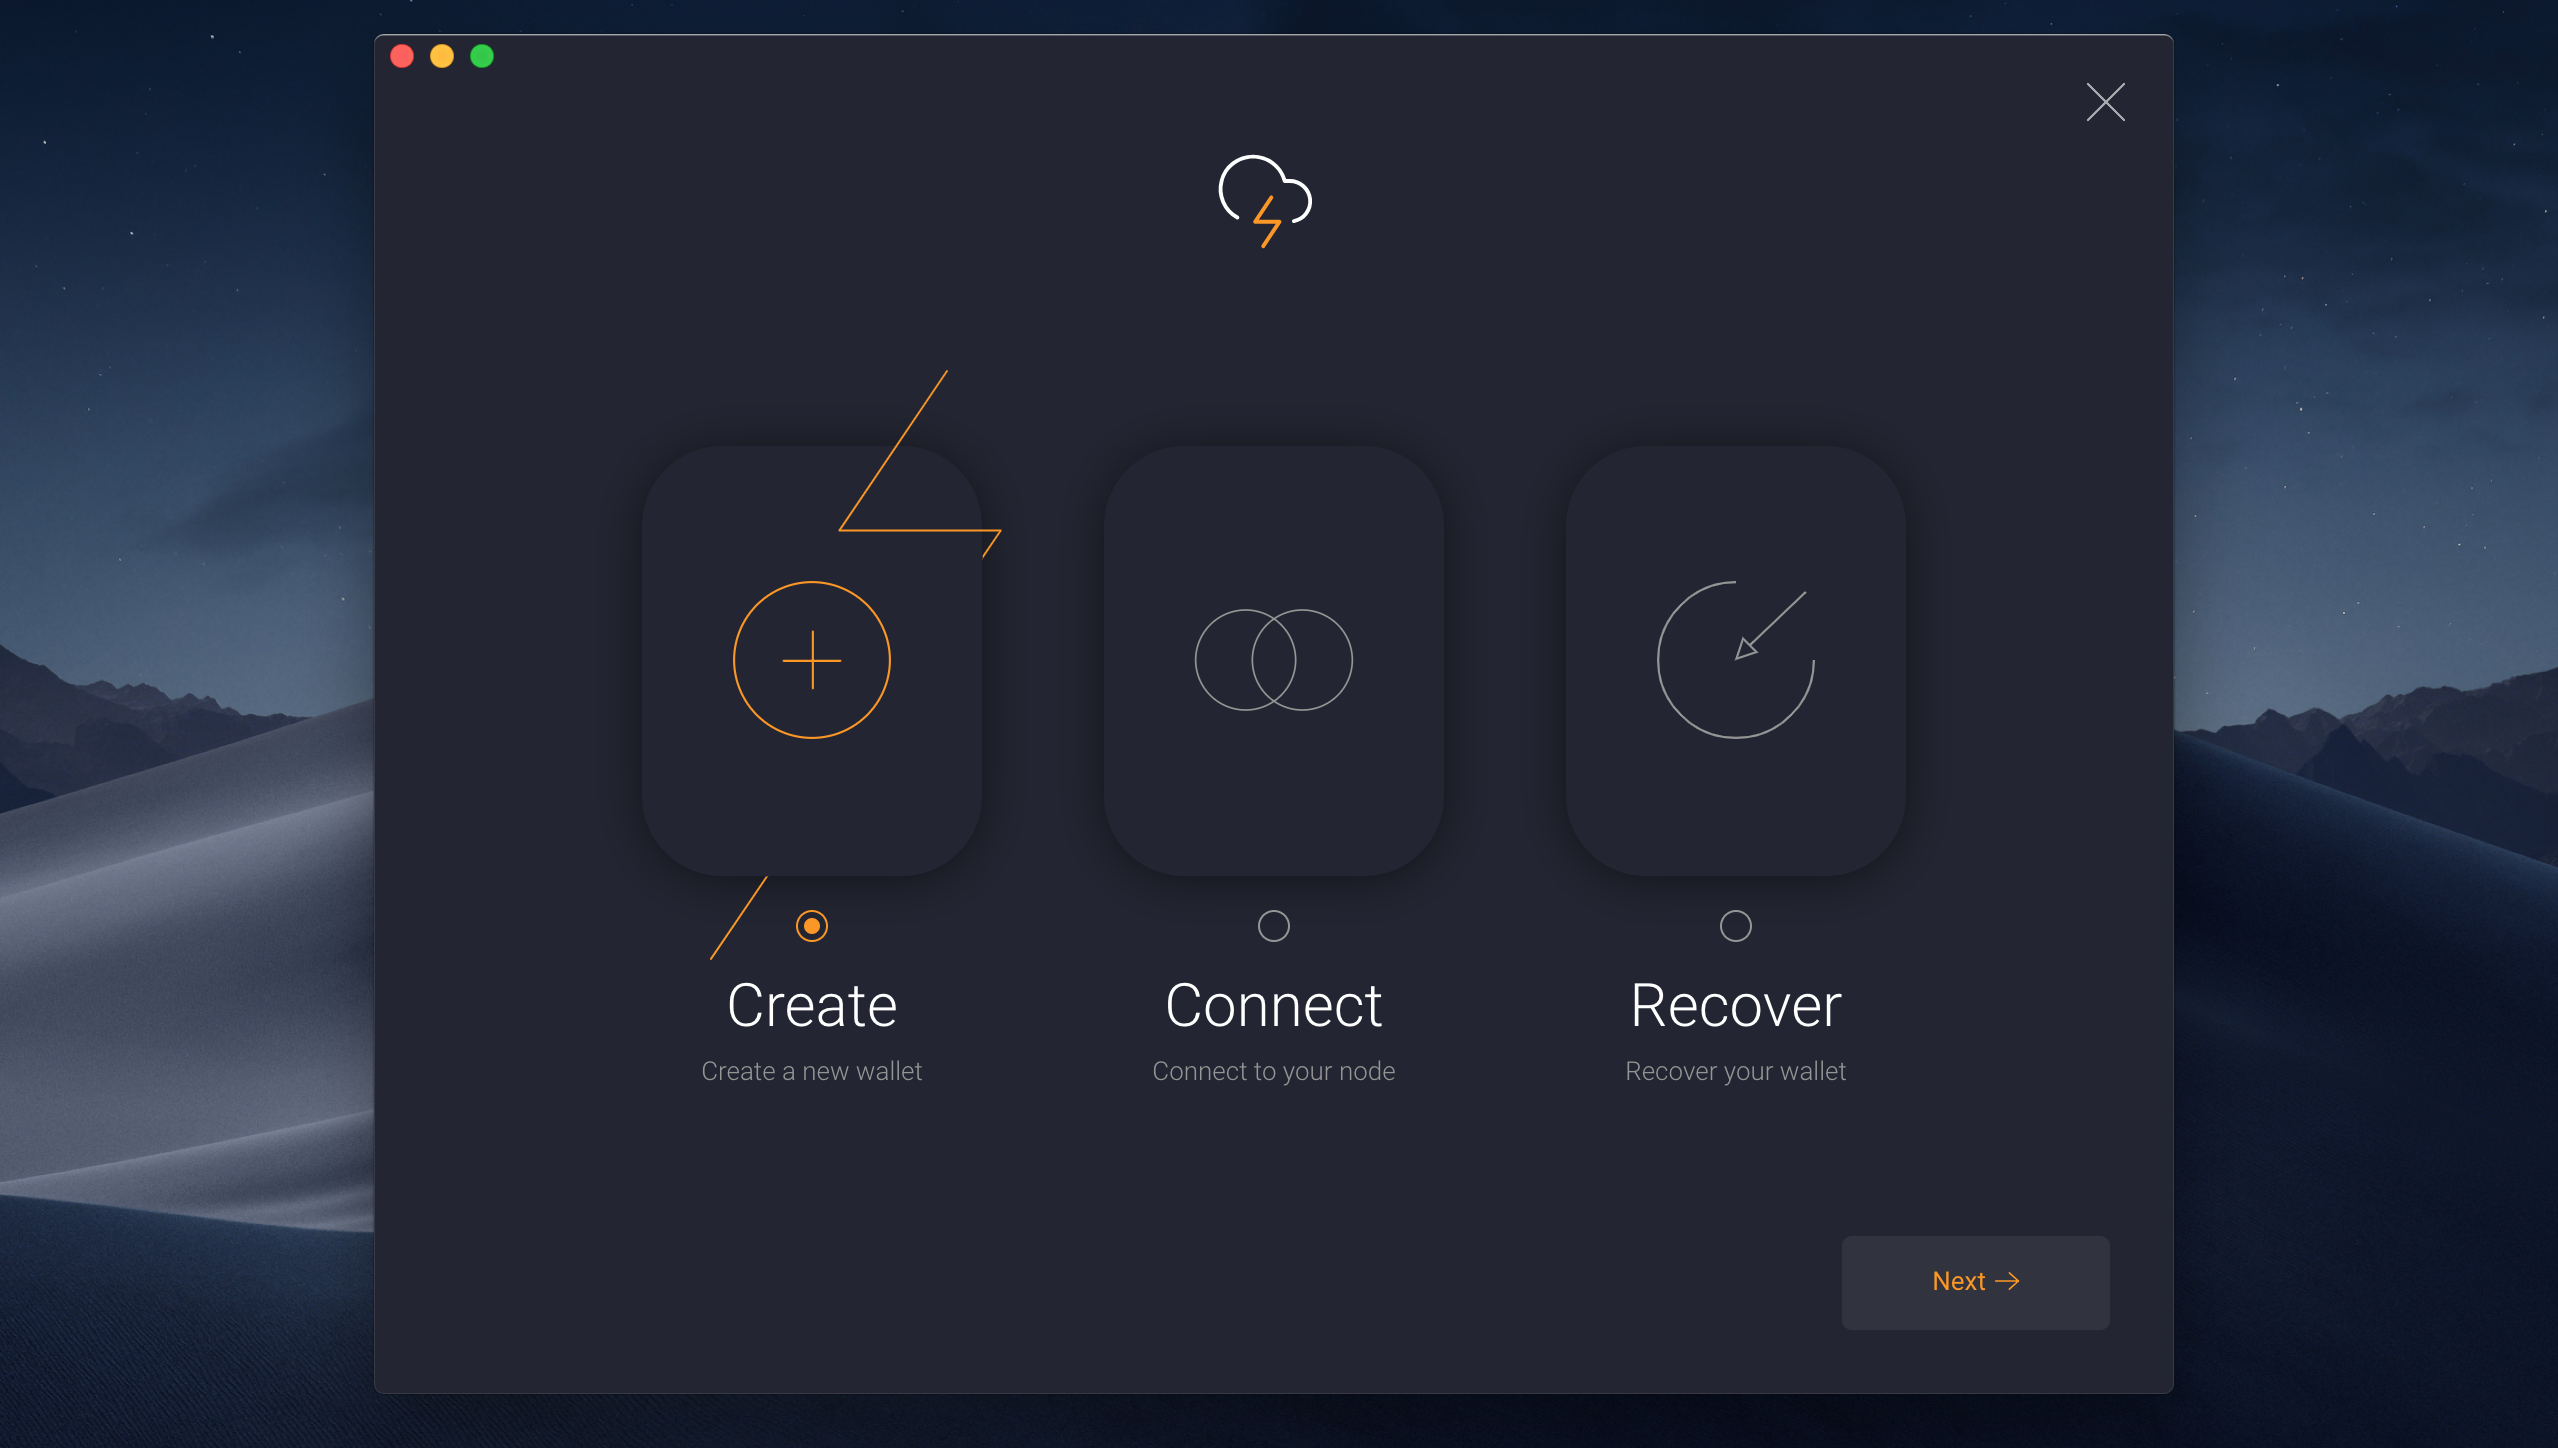 Create
Create a new wallet
Connect
Connect to your node
Recover
Recover your wallet
Next